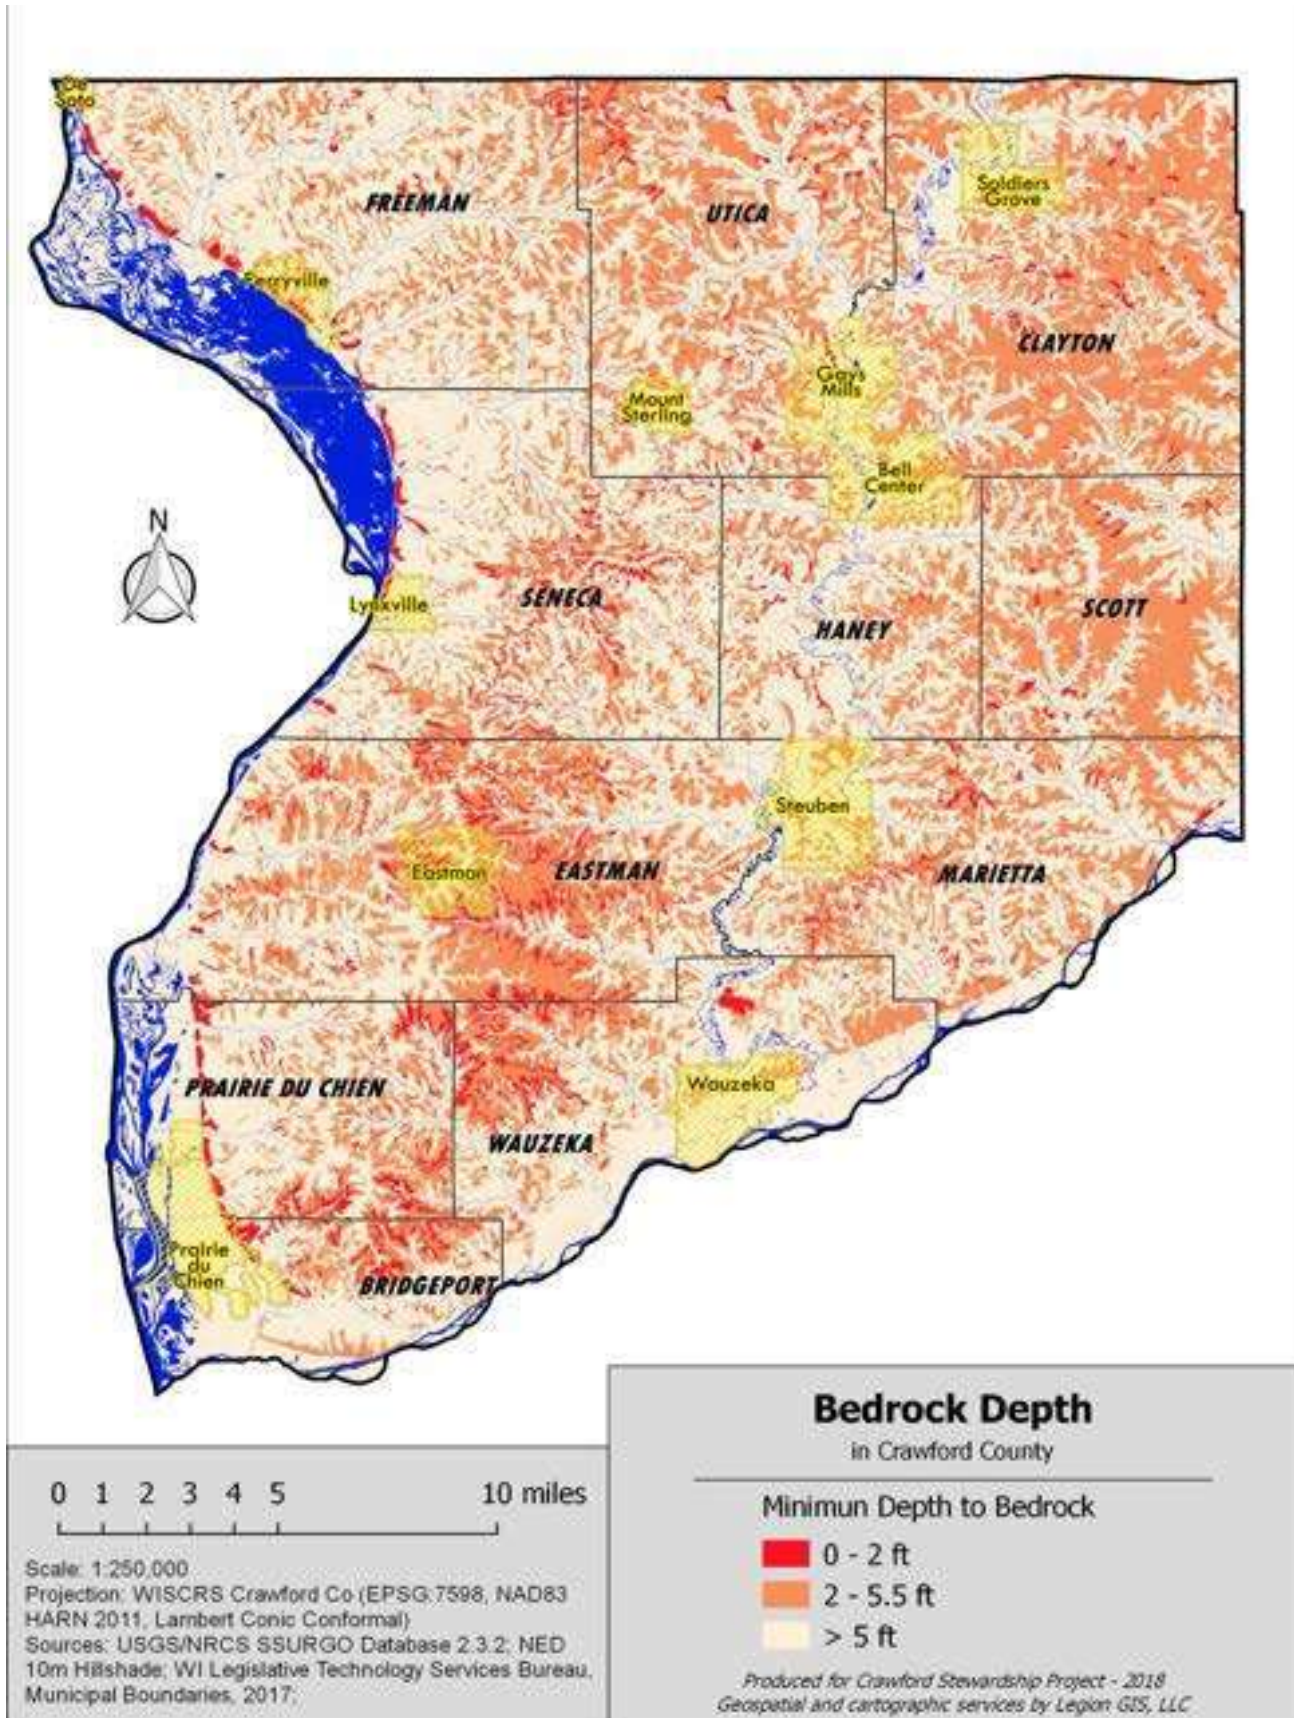 De
Soto
FREEMAN
UTICA
Soldiers
Grove
Ferryville
CLAYTON
Gays
Mills
Mount
Sterling
Bell
Center
N
Lynxville
SENECA
HANEY
SCOTT
Steuben
Eastman
EASTMAN
MARIETTA
PRAIRIE DU CHIEN
Wauzeka
WAUZEKA
Prairie
du
Chien
BRIDGEPORT
Bedrock Depth
in Crawford County
Minimun Depth to Bedrock
0 - 2 ft
2 - 5.5 ft
> 5 ft
Produced for Crawford Stewardship Project - 2018
Geospatial and cartographic services by Legion GIS, LLC
0 1 2 3 4 5 10 miles
Scale: 1:250,000
Projection: WISCRS Crawford Co (EPSG:7598, NAD83
HARN 2011, Lambert Conic Conformal)
Sources: USGS/NRCS SSURGO Database 2.3.2; NED
10m Hillshade; WI Legislative Technology Services Bureau,
Municipal Boundaries, 2017;